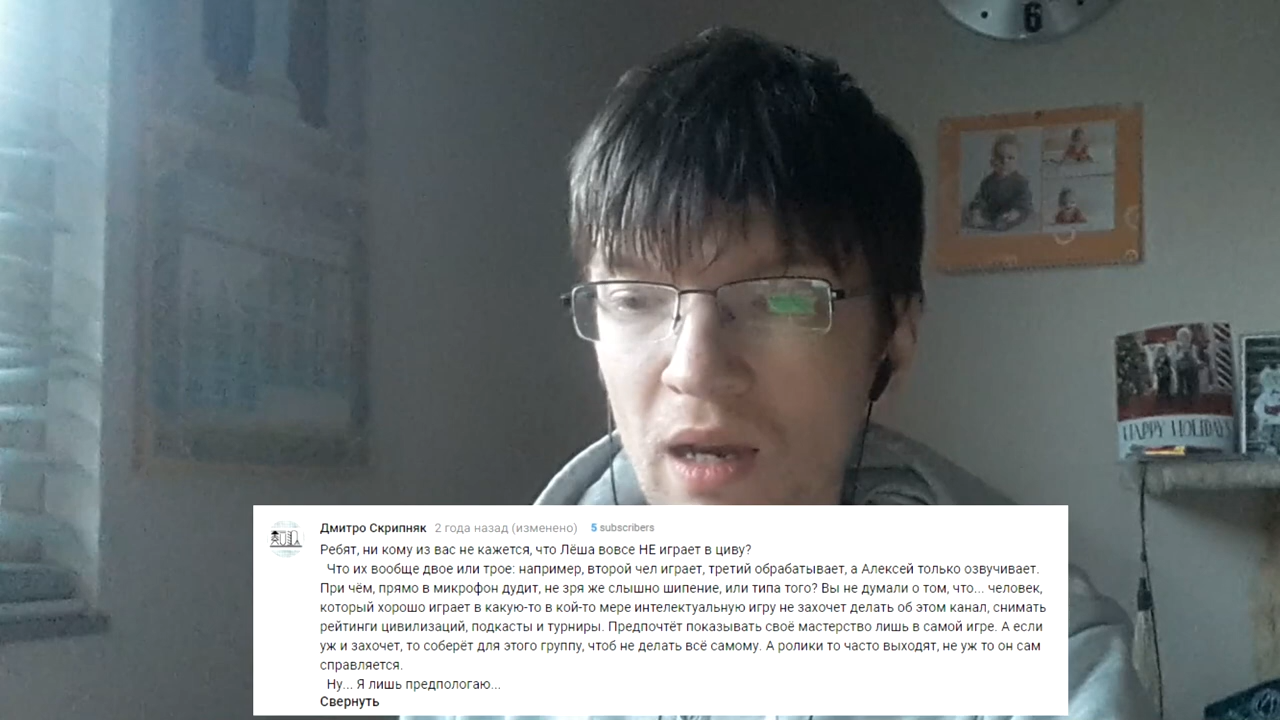 6
HAPPY HOLIDAYS
Дмитро Скрипняк 2 года назад (изменено) 5 subscribers
Ребят, ни кому из вас не кажется, что Лёша вовсе НЕ играет в циву?
Что их вообще двое или трое: например, второй чел играет, третий обрабатывает, а Алексей только озвучивает.
При чём, прямо в микрофон дудит, не зря же слышно шипение, или типа того? Вы не думали о том, что... человек,
который хорошо играет в какую-то в кой-то мере интелектуальную игру не захочет делать об этом канал, снимать
рейтинги цивилизаций, подкасты и турниры. Предпочтёт показывать своё мастерство лишь в самой игре. А если
уж и захочет, то соберёт для этого группу, чтоб не делать всё самому. А ролики то часто выходят, не уж то он сам
справляется.
Ну... Я лишь предпологаю...
Свернуть